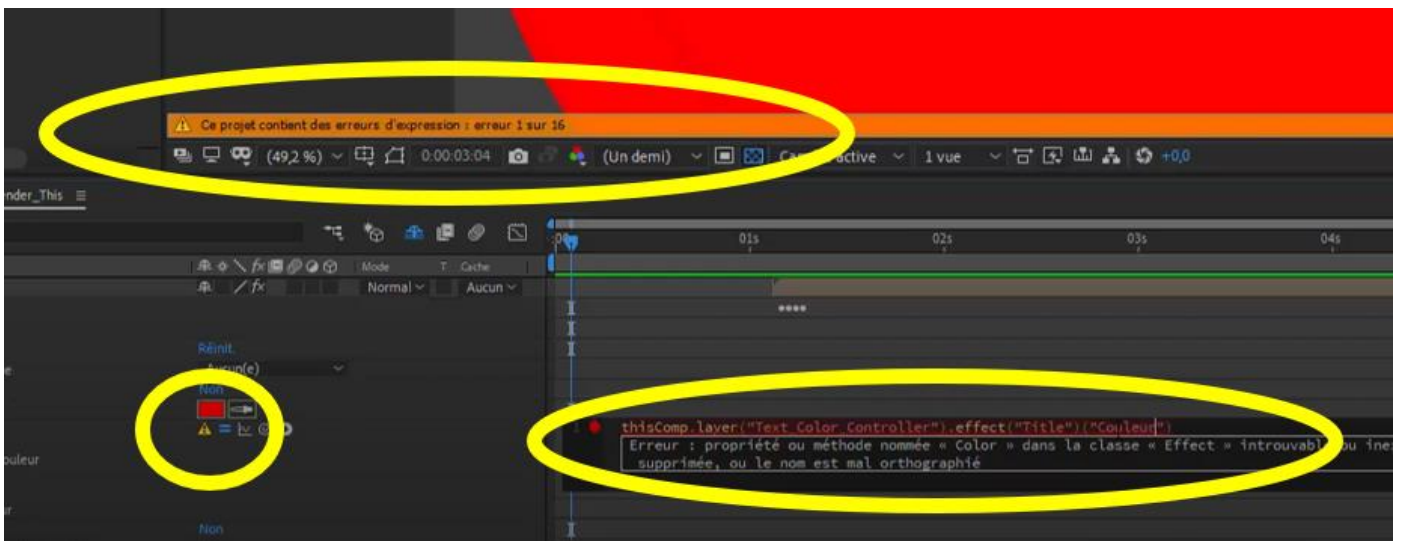 Ce projet contient des erreurs d'expression : erreur 1 sur 16
(49,2 %) 0:00:03:04 (Un demi) active 1 vue +0,0
ender_This
01s 02s 03s 04s
Mode T Cache
Normal Aucun
Réinit.
Aucun(e)
Non
1 thisComp.layer("Text Color Controller").effect("Title")("Couleur")
Erreur : propriété ou méthode nommée « Color » dans la classe « Effect » introuvable ou ine
supprimée, ou le nom est mal orthographié
ouleur
ur
Non